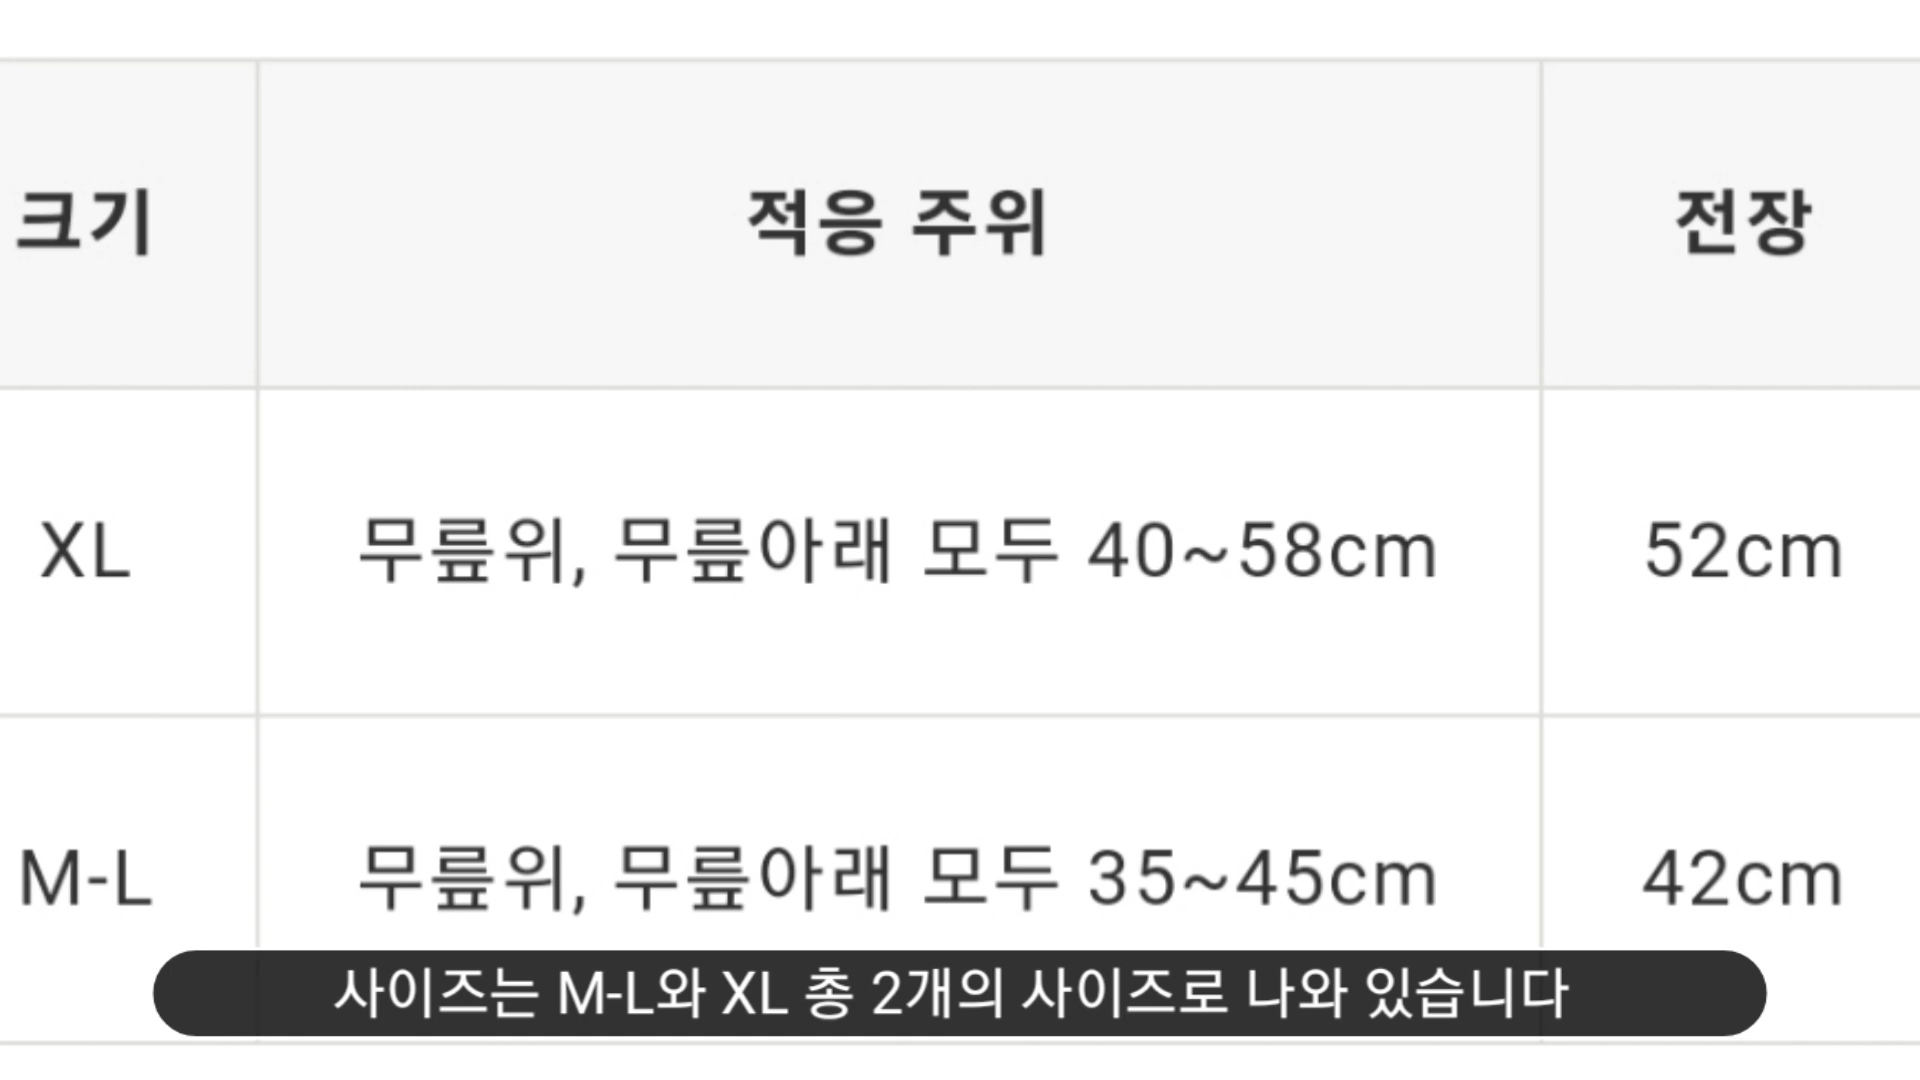 크기 적응 주위 전장
XL 무릎위, 무릎아래 모두 40~58cm 52cm
M-L 무릎위, 무릎아래 모두 35~45cm 42cm
사이즈는 M-L와 XL 총 2개의 사이즈로 나와 있습니다